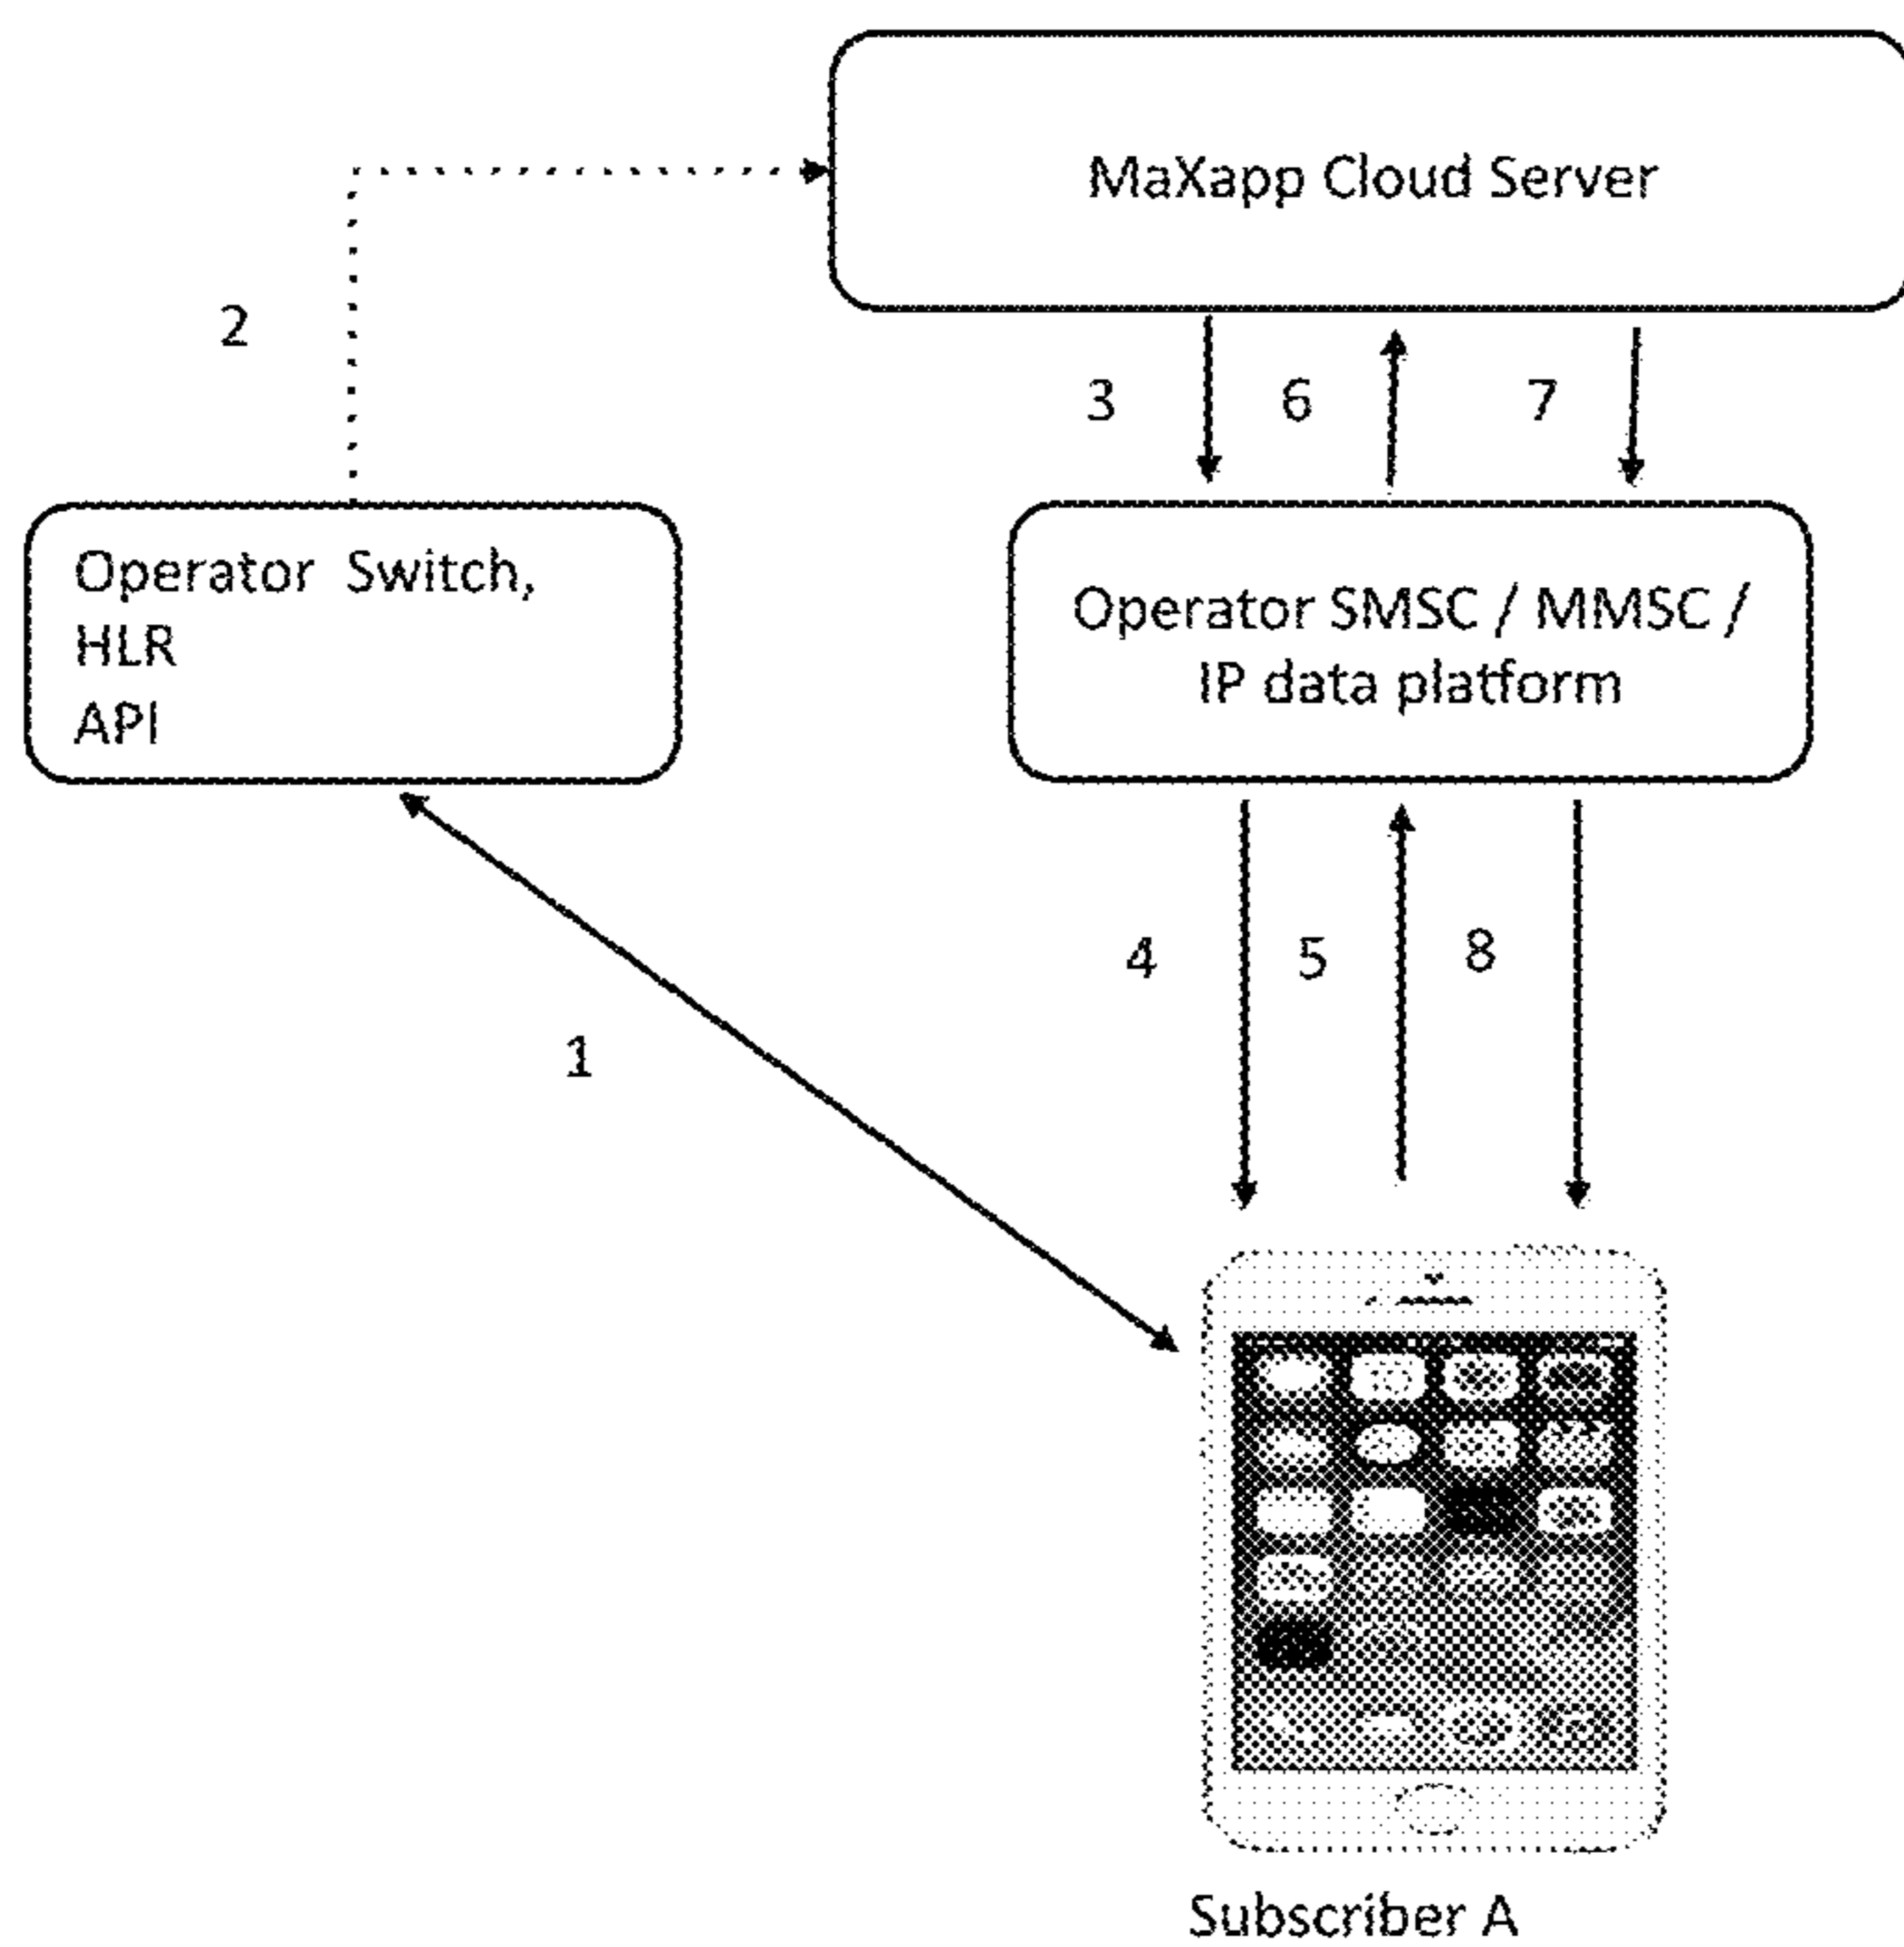 MaXapp Cloud Server
2
3
6
7
Operator Switch,
HLR
API
Operator SMSC / MMSC /
IP data platform
4
5
8
1
Subscriber A